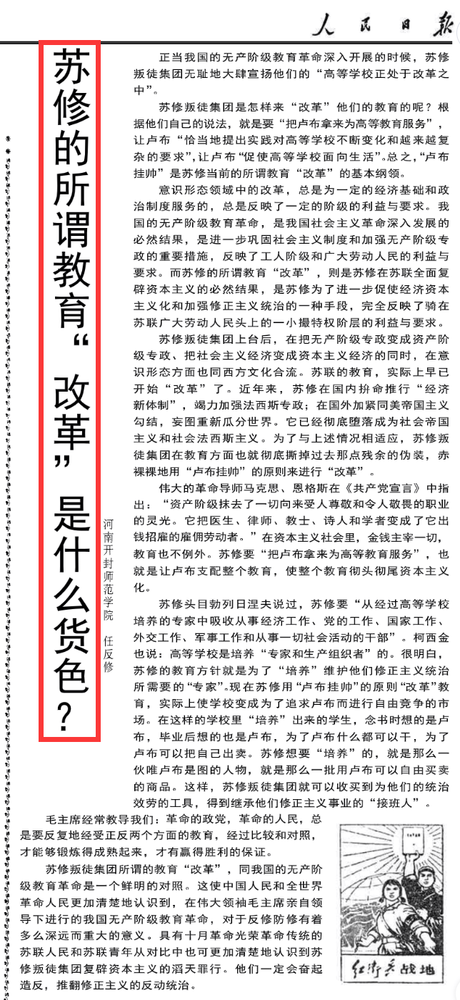 人民日报
苏修的所谓教育“改革”是什么货色？
河南开封师范学院 任反修
正当我国的无产阶级教育革命深入开展的时候，苏修
叛徒集团无耻地大肆宣扬他们的“高等学校正处于改革之
中”。
苏修叛徒集团是怎样来“改革”他们的教育的呢？根
据他们自己的说法，就是要“把卢布拿来为高等教育服务”，
让卢布“恰当地提出实践对高等学校不断变化和越来越复
杂的要求”，让卢布“促使高等学校面向生活”。总之，“卢布
挂帅”是苏修当前的所谓教育“改革”的基本纲领。
意识形态领域中的改革，总是为一定的经济基础和政
治制度服务的，总是反映了一定的阶级的利益与要求。我
国的无产阶级教育革命，是我国社会主义革命深入发展的
必然结果，是进一步巩固社会主义制度和加强无产阶级专
政的重要措施，反映了工人阶级和广大劳动人民的利益与
要求。而苏修的所谓教育“改革”，则是苏修在苏联全面复
辟资本主义的必然结果，是苏修为了进一步促使经济资本
主义化和加强修正主义统治的一种手段，完全反映了骑在
苏联广大劳动人民头上的一小撮特权阶层的利益与要求。
苏修叛徒集团上台后，在把无产阶级专政变成资产阶
级专政、把社会主义经济变成资本主义经济的同时，在意
识形态方面也同西方文化合流。苏联的教育，实际上早已
开始“改革”了。近年来，苏修在国内拚命推行“经济
新体制”，竭力加强法西斯专政；在国外加紧同美帝国主义
勾结，妄图重新瓜分世界。它已经彻底堕落成为社会帝国
主义和社会法西斯主义。为了与上述情况相适应，苏修叛
徒集团在教育方面也就彻底撕掉过去那点残余的伪装，赤
裸裸地用“卢布挂帅”的原则来进行“改革”。
伟大的革命导师马克思、恩格斯在《共产党宣言》中指
出：“资产阶级抹去了一切向来受人尊敬和令人敬畏的职业
的灵光。它把医生、律师、教士、诗人和学者变成了它出
钱招雇的雇佣劳动者。”在资本主义社会里，金钱主宰一切，
教育也不例外。苏修要“把卢布拿来为高等教育服务”，也
就是让卢布支配整个教育，使整个教育彻头彻尾资本主义
化。
苏修头目勃列日涅夫说过，苏修要“从经过高等学校
培养的专家中吸收从事经济工作、党的工作、国家工作、
外交工作、军事工作和从事一切社会活动的干部”。柯西金
也说：高等学校是培养“专家和生产组织者”的。很明白，
苏修的教育方针就是为了“培养”维护他们修正主义统治
所需要的“专家”。现在苏修用“卢布挂帅”的原则“改革”教
育，实际上使学校变成为了追求卢布而进行自由竞争的市
场。在这样的学校里“培养”出来的学生，念书时想的是卢
布，毕业后想的也是卢布，为了卢布什么都可以干，为了
卢布可以把自己出卖。苏修想要“培养”的，就是那么一
伙唯卢布是图的人物，就是那么一批用卢布可以自由买卖
的商品。这样，苏修叛徒集团就可以收买到为他们的统治
效劳的工具，得到继承他们修正主义事业的“接班人”。
毛主席经常教导我们：革命的政党，革命的人民，总
是要反复地经受正反两个方面的教育，经过比较和对照，
才能够锻炼得成熟起来，才有赢得胜利的保证。
苏修叛徒集团所谓的教育“改革”，同我国的无产阶
级教育革命是一个鲜明的对照。这使中国人民和全世界
革命人民更加清楚地认识到，在伟大领袖毛主席亲自领
导下进行的我国无产阶级教育革命，对于反修防修有着
多么深远而重大的意义。具有十月革命光荣革命传统的
苏联人民和苏联青年从对比中也可更加清楚地认识到苏
修叛徒集团复辟资本主义的滔天罪行。他们一定会奋起
造反，推翻修正主义的反动统治。
红卫兵战地